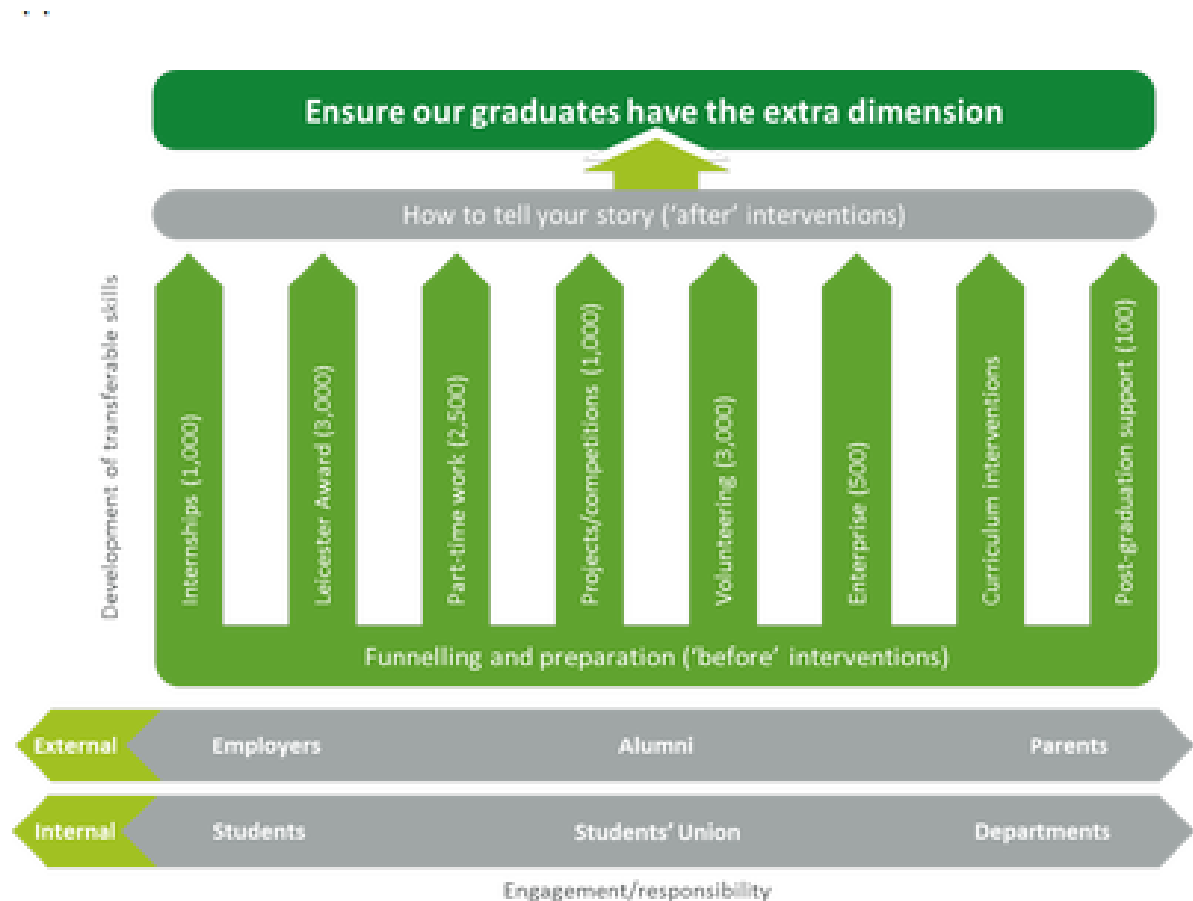 Ensure our graduates have the extra dimension
How to tell your story (‘after’ interventions)
Development of transferable skills
Internships (1,000)
Leicester Award (3,000)
Part-time work (2,500)
Projects/competitions (1,000)
Volunteering (3,000)
Enterprise (500)
Curriculum interventions
Post-graduation support (100)
Funnelling and preparation (‘before’ interventions)
External
Employers
Alumni
Parents
Internal
Students
Students’ Union
Departments
Engagement/responsibility